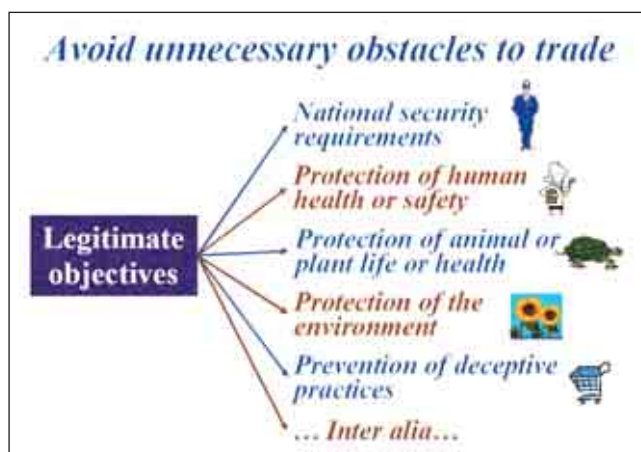 Avoid unnecessary obstacles to trade
National security
requirements
Protection of human
health or safety
Legitimate
objectives
Protection of animal or
plant life or health
Protection of the
environment
Prevention of deceptive
practices
... Inter alia...